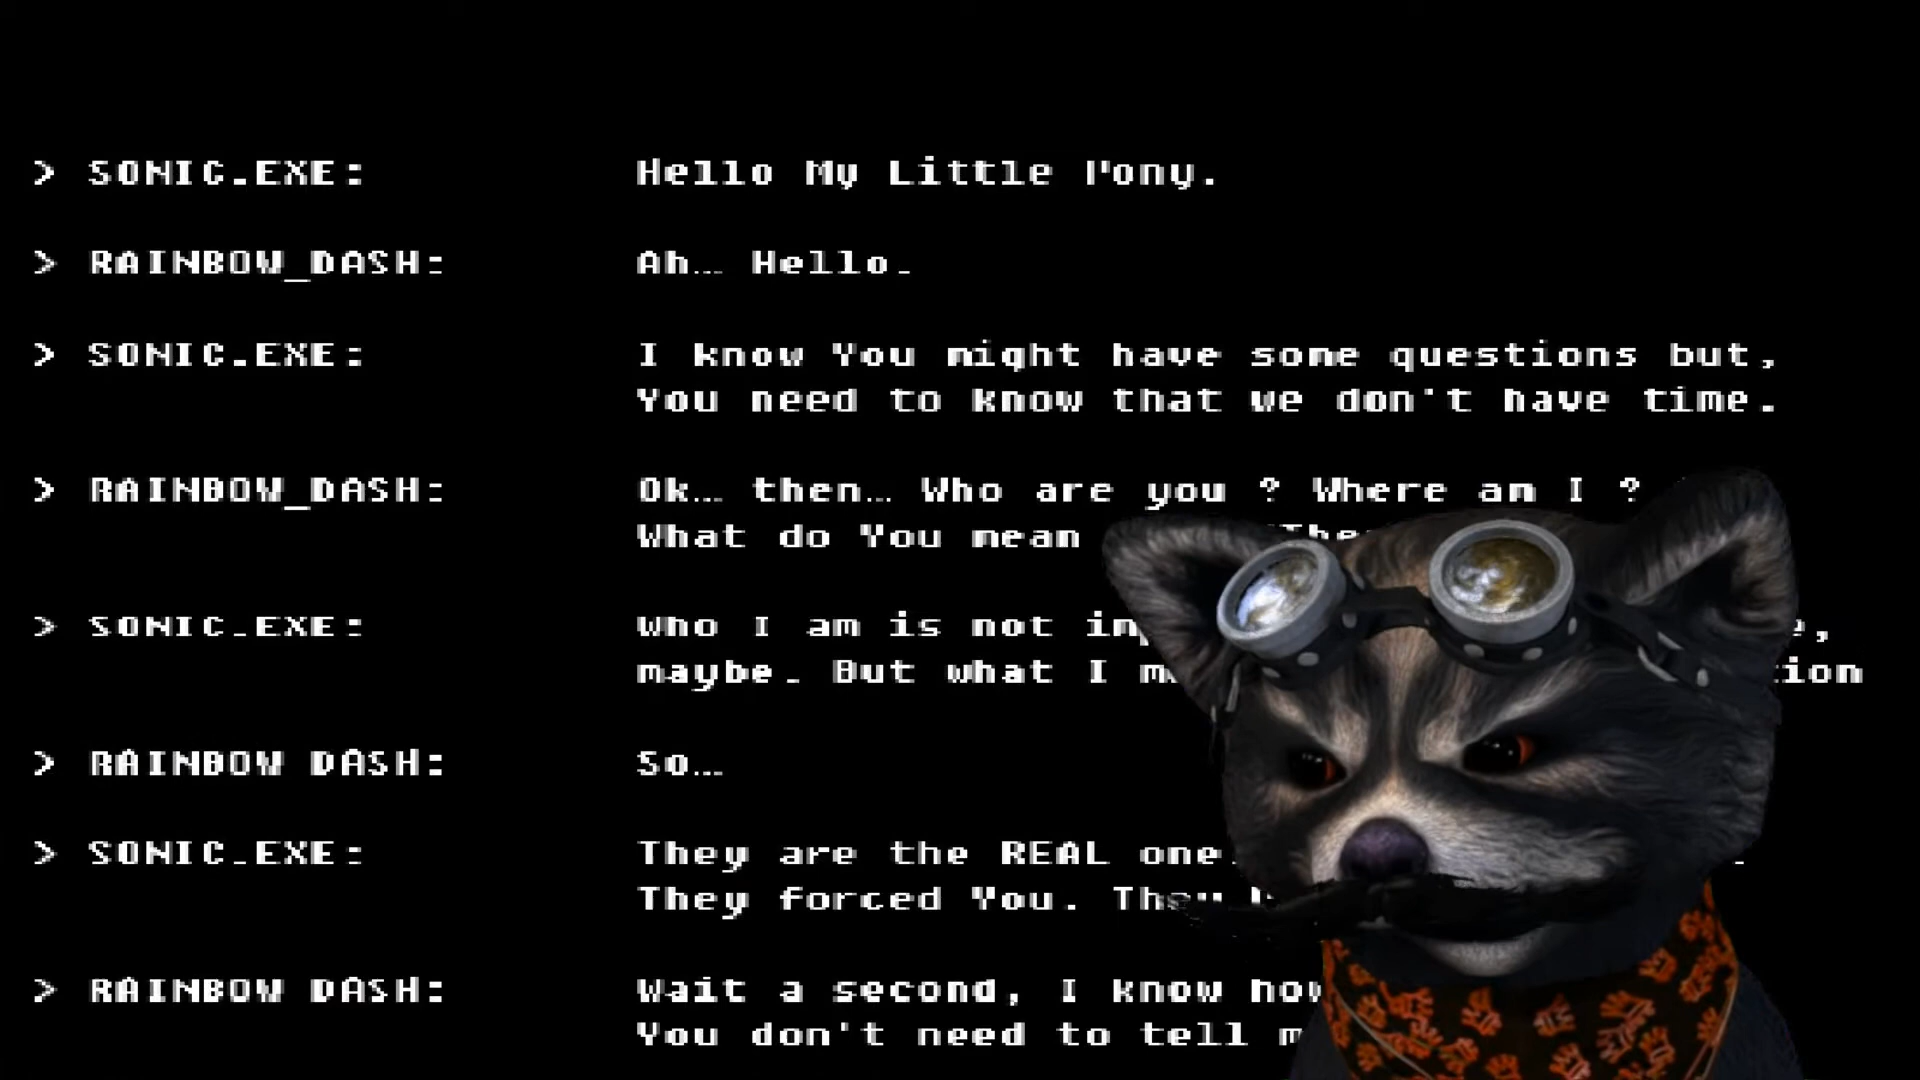 > SONIC.EXE: Hello My Little Pony.
> RAINBOW_DASH: Ah… Hello.
> SONIC.EXE: I know You might have some questions but,
You need to know that we don't have time.
> RAINBOW_DASH: Ok… then… Who are you ? Where am I ?
What do You mean
> SONIC.EXE: Who I am is not
maybe. But what I
> RAINBOW DASH: So…
> SONIC.EXE: They are the REAL
They forced You. They
> RAINBOW DASH: Wait a second, I know
You don't need to tell